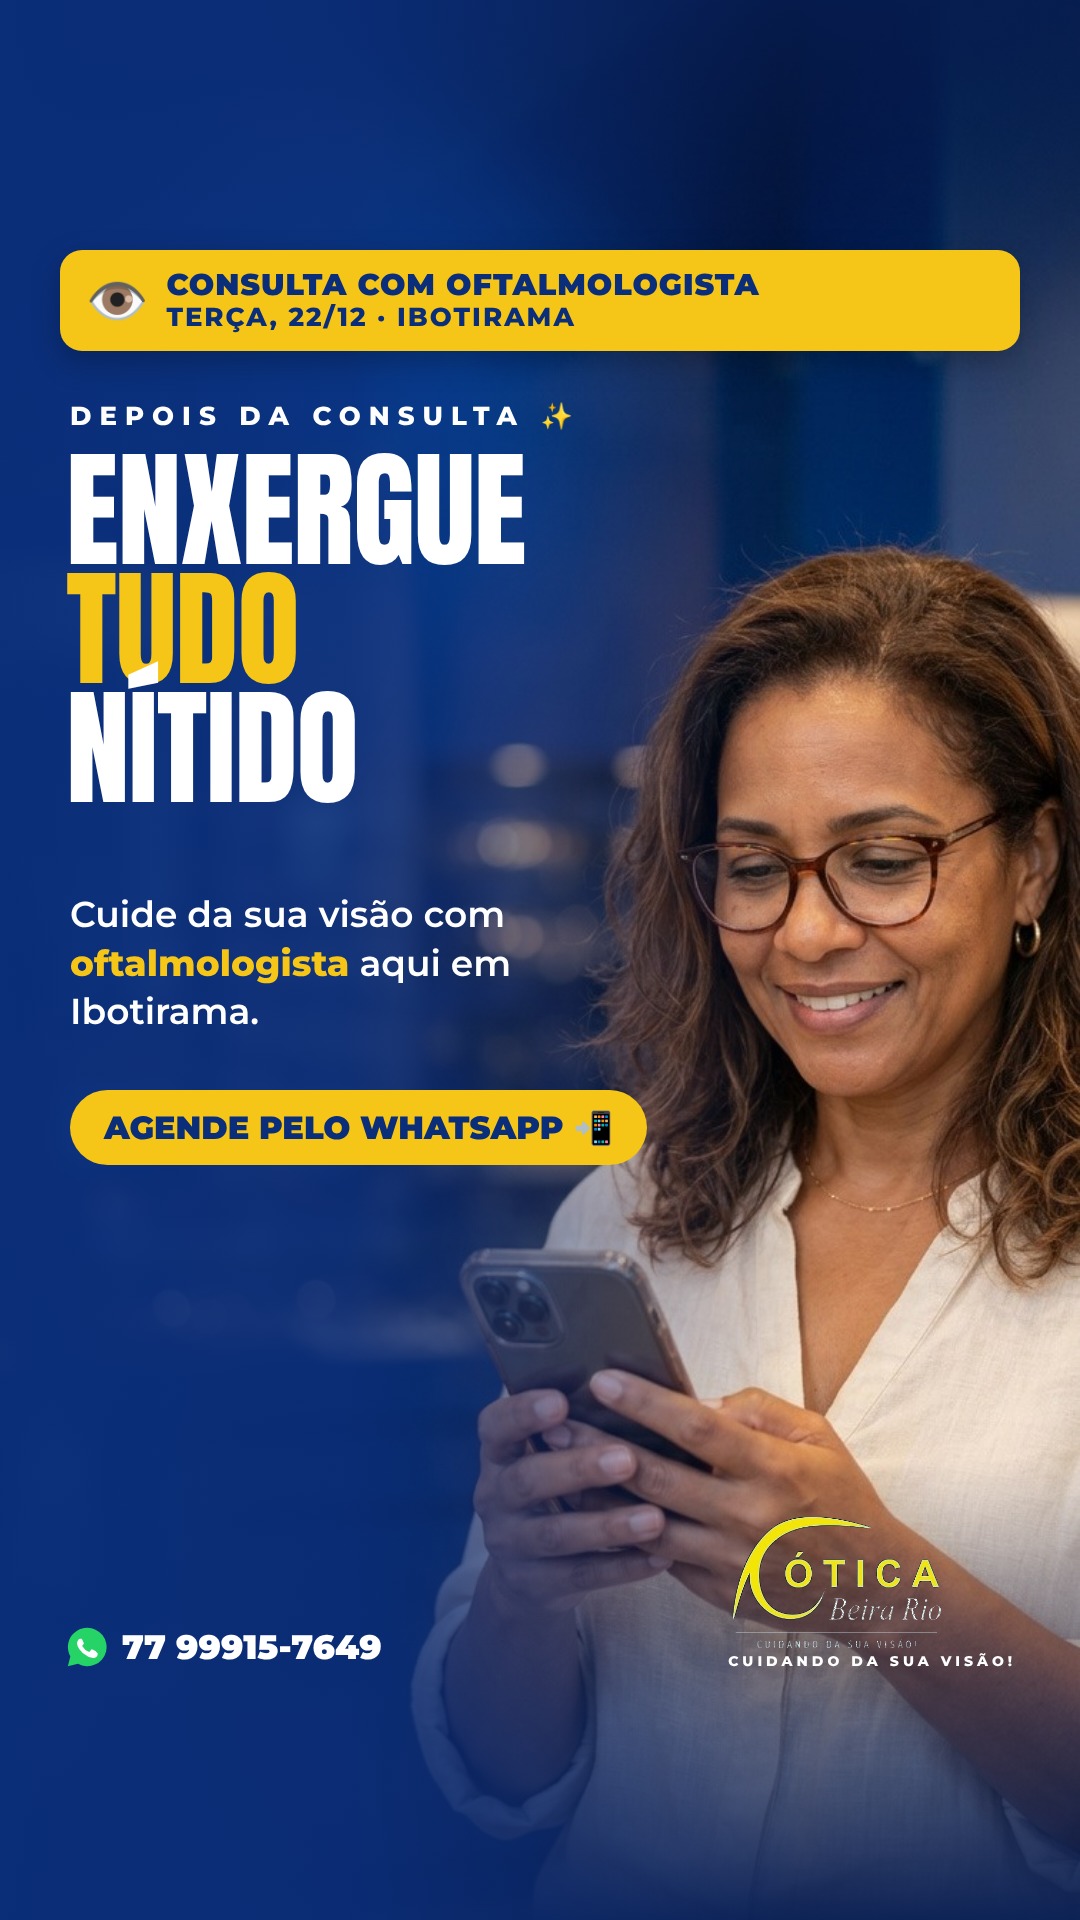 CONSULTA COM OFTALMOLOGISTA
TERÇA, 22/12 · IBOTIRAMA
DEPOIS DA CONSULTA ✨
ENXERGUE
TUDO
NÍTIDO
Cuide da sua visão com
oftalmologista aqui em
Ibotirama.
AGENDE PELO WHATSAPP 📲
77 99915-7649
ÓTICA
Beira Rio
CUIDANDO DA SUA VISÃO!
CUIDANDO DA SUA VISÃO!